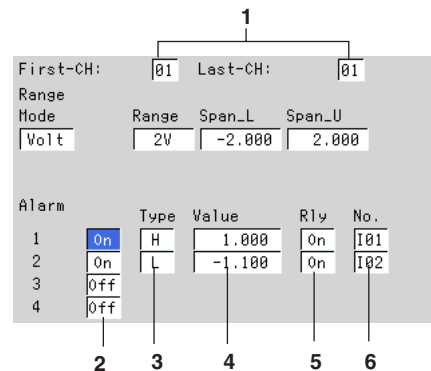 1
First-CH: 01 Last-CH: 01
Range
Mode Range Span_L Span_U
Volt 2V -2.000 2.000
Alarm
Type Value Rly No.
1 On H 1.000 On I01
2 On L -1.100 On I02
3 Off
4 Off
2 3 4 5 6